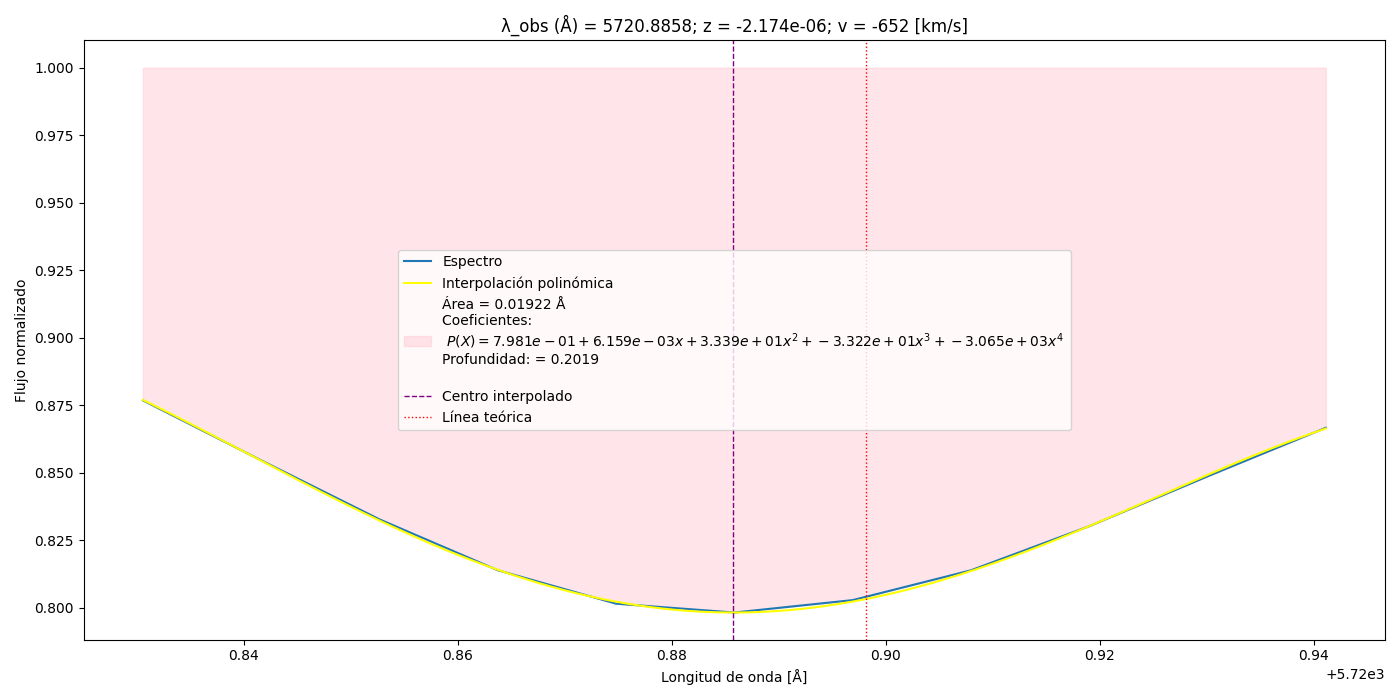 λ_obs (Å) = 5720.8858; z = -2.174e-06; v = -652 [km/s]
Flujo normalizado
1.000
0.975
0.950
0.925
0.900
0.875
0.850
0.825
0.800
Espectro
Interpolación polinómica
Área = 0.01922 Å
Coeficientes:
P(X) = 7.981e − 01 + 6.159e − 03x + 3.339e + 01x² + − 3.322e + 01x³ + − 3.065e + 03x⁴
Profundidad: = 0.2019
Centro interpolado
Línea teórica
0.84 0.86 0.88 0.90 0.92 0.94
+5.72e3
Longitud de onda [Å]